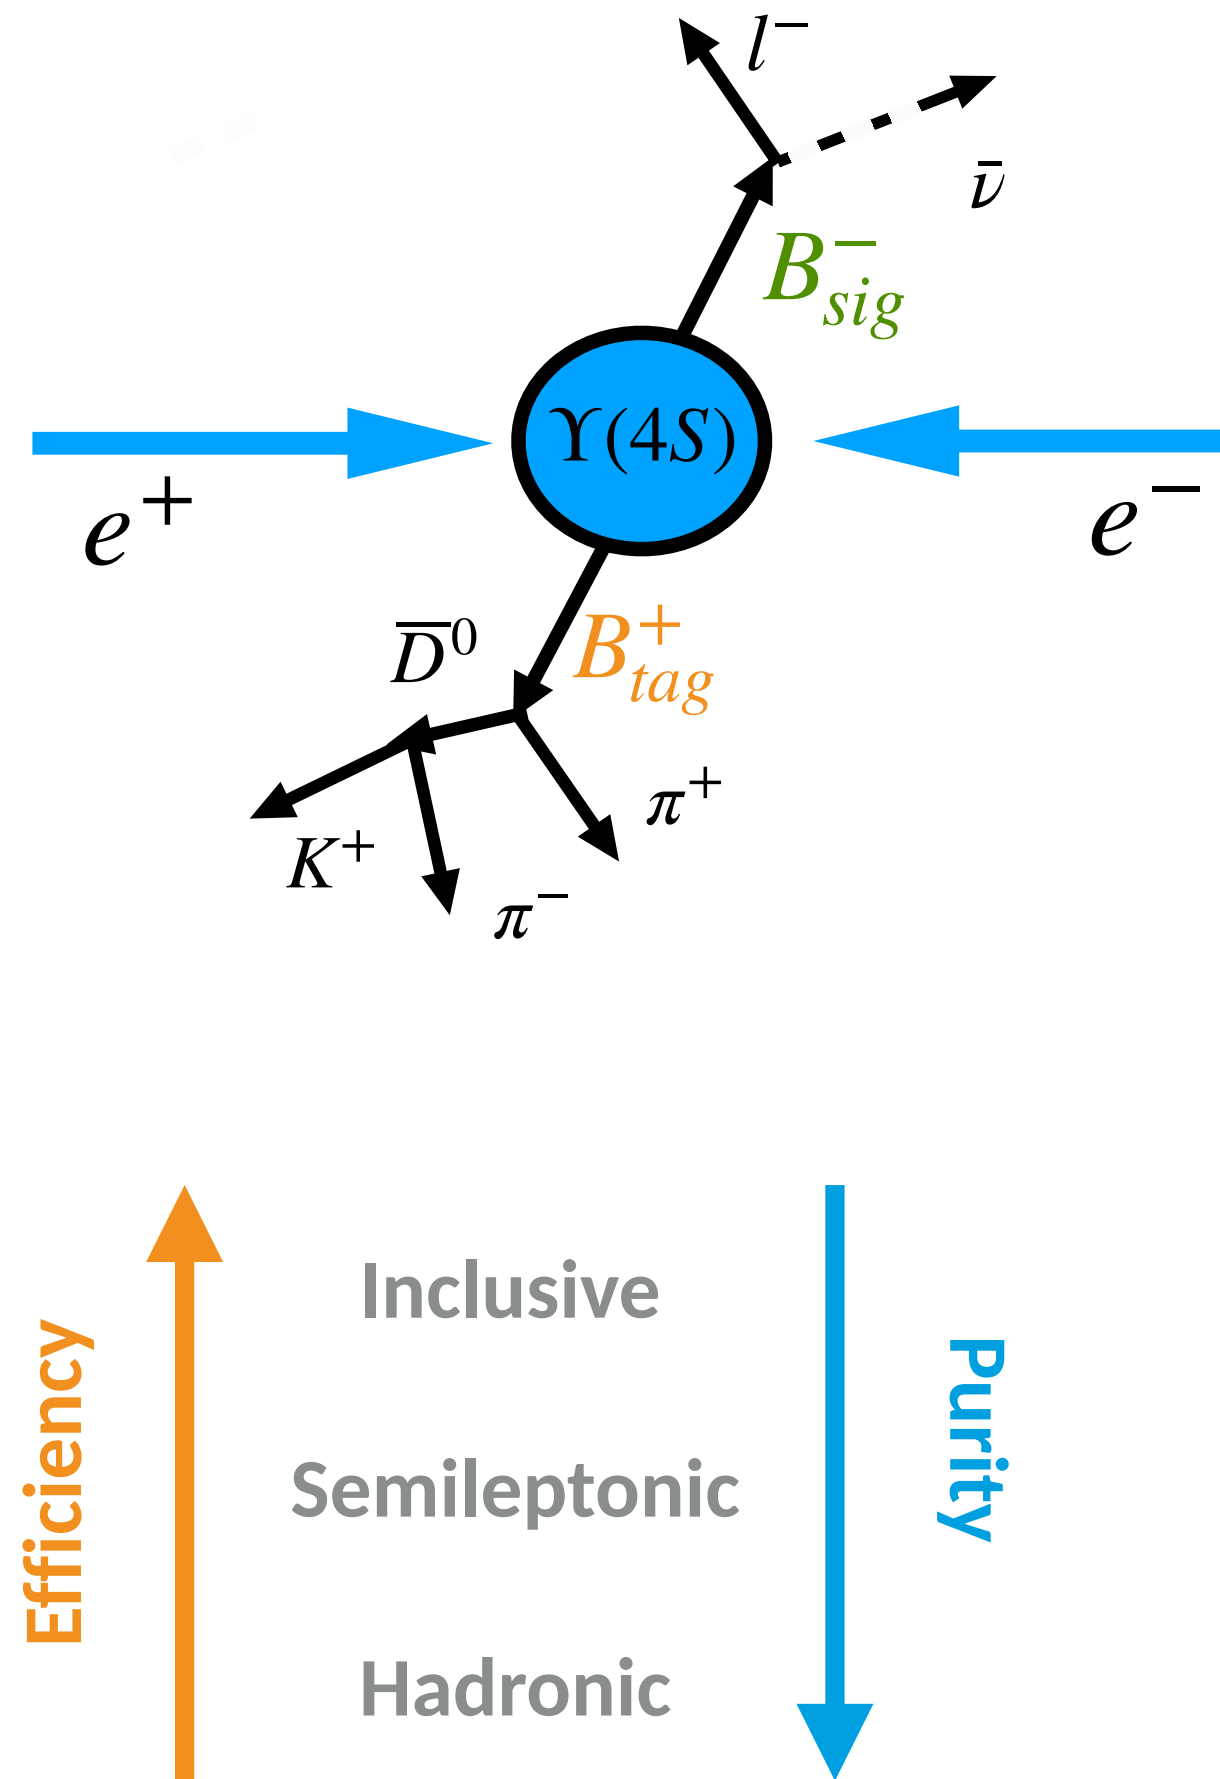 l⁻
ν̄
B⁻sig
Υ(4S)
e⁺
e⁻
D̅⁰
B⁺tag
π⁺
K⁺
π⁻
Inclusive
Efficiency
Purity
Semileptonic
Hadronic